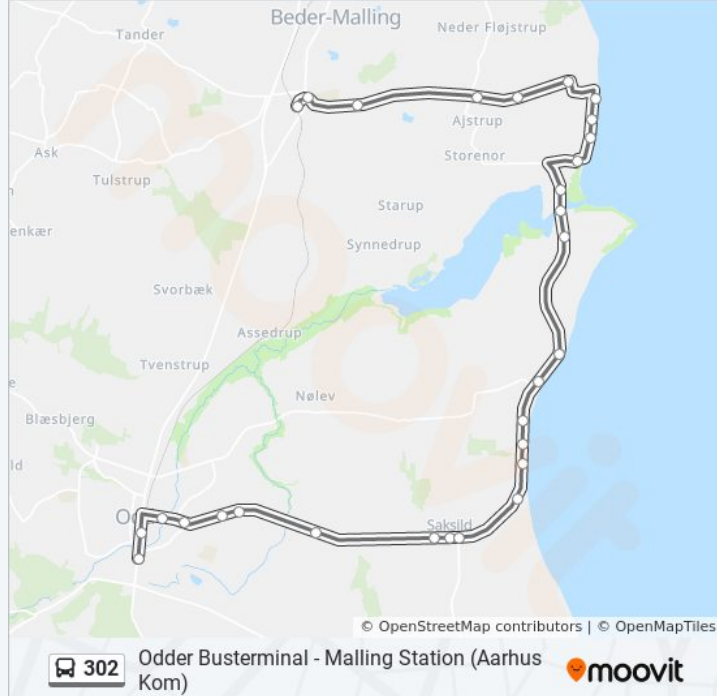 Beder-Malling
Neder Fløjstrup
Tander
Ajstrup
Ask
Storenor
Tulstrup
Starup
enkær
Synnedrup
Svorbæk
Assedrup
Tvenstrup
Nølev
Blæsbjerg
ld
Saksild
© OpenStreetMap contributors | © OpenMapTiles
302
Odder Busterminal - Malling Station (Aarhus
Kom)
moovit